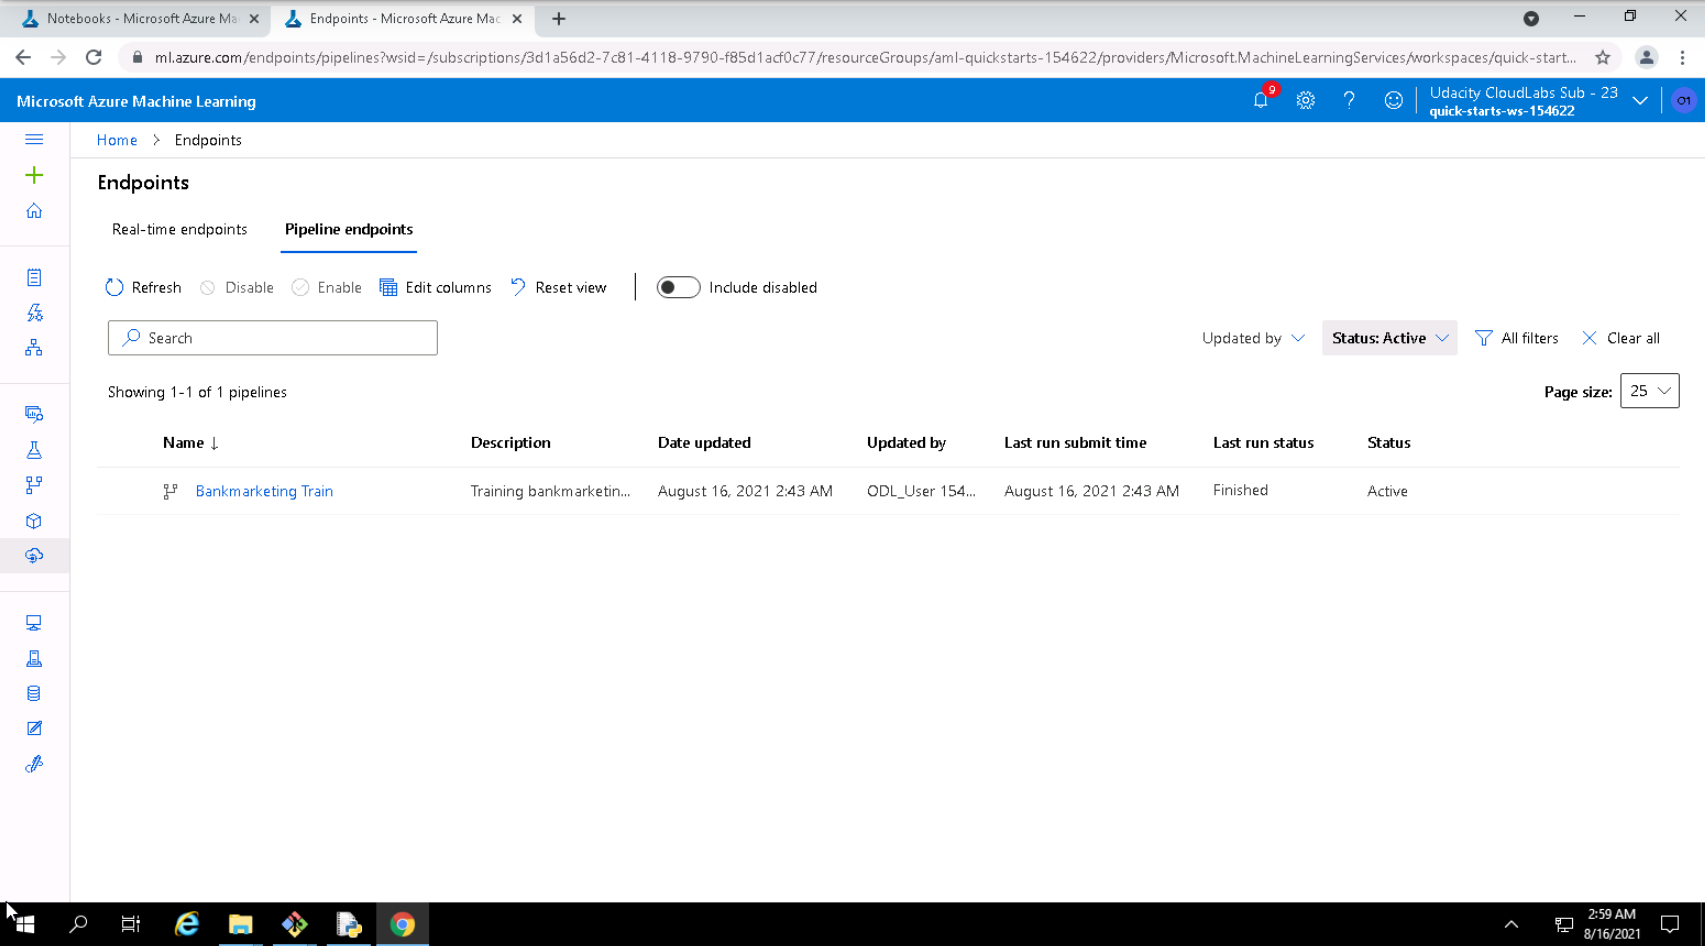 Notebooks - Microsoft Azure Ma
Endpoints - Microsoft Azure Mac
ml.azure.com/endpoints/pipelines?wsid=/subscriptions/3d1a56d2-7c81-4118-9790-f85d1acf0c77/resourceGroups/aml-quickstarts-154622/providers/Microsoft.MachineLearningServices/workspaces/quick-start...
Microsoft Azure Machine Learning
9
?
Udacity CloudLabs Sub - 23
quick-starts-ws-154622
O1
Home > Endpoints
Endpoints
Real-time endpoints Pipeline endpoints
Refresh Disable Enable Edit columns Reset view Include disabled
Search Updated by Status: Active All filters Clear all
Showing 1-1 of 1 pipelines Page size: 25
Name ↓ Description Date updated Updated by Last run submit time Last run status Status
Bankmarketing Train Training bankmarketin... August 16, 2021 2:43 AM ODL_User 154... August 16, 2021 2:43 AM Finished Active
2:59 AM
8/16/2021